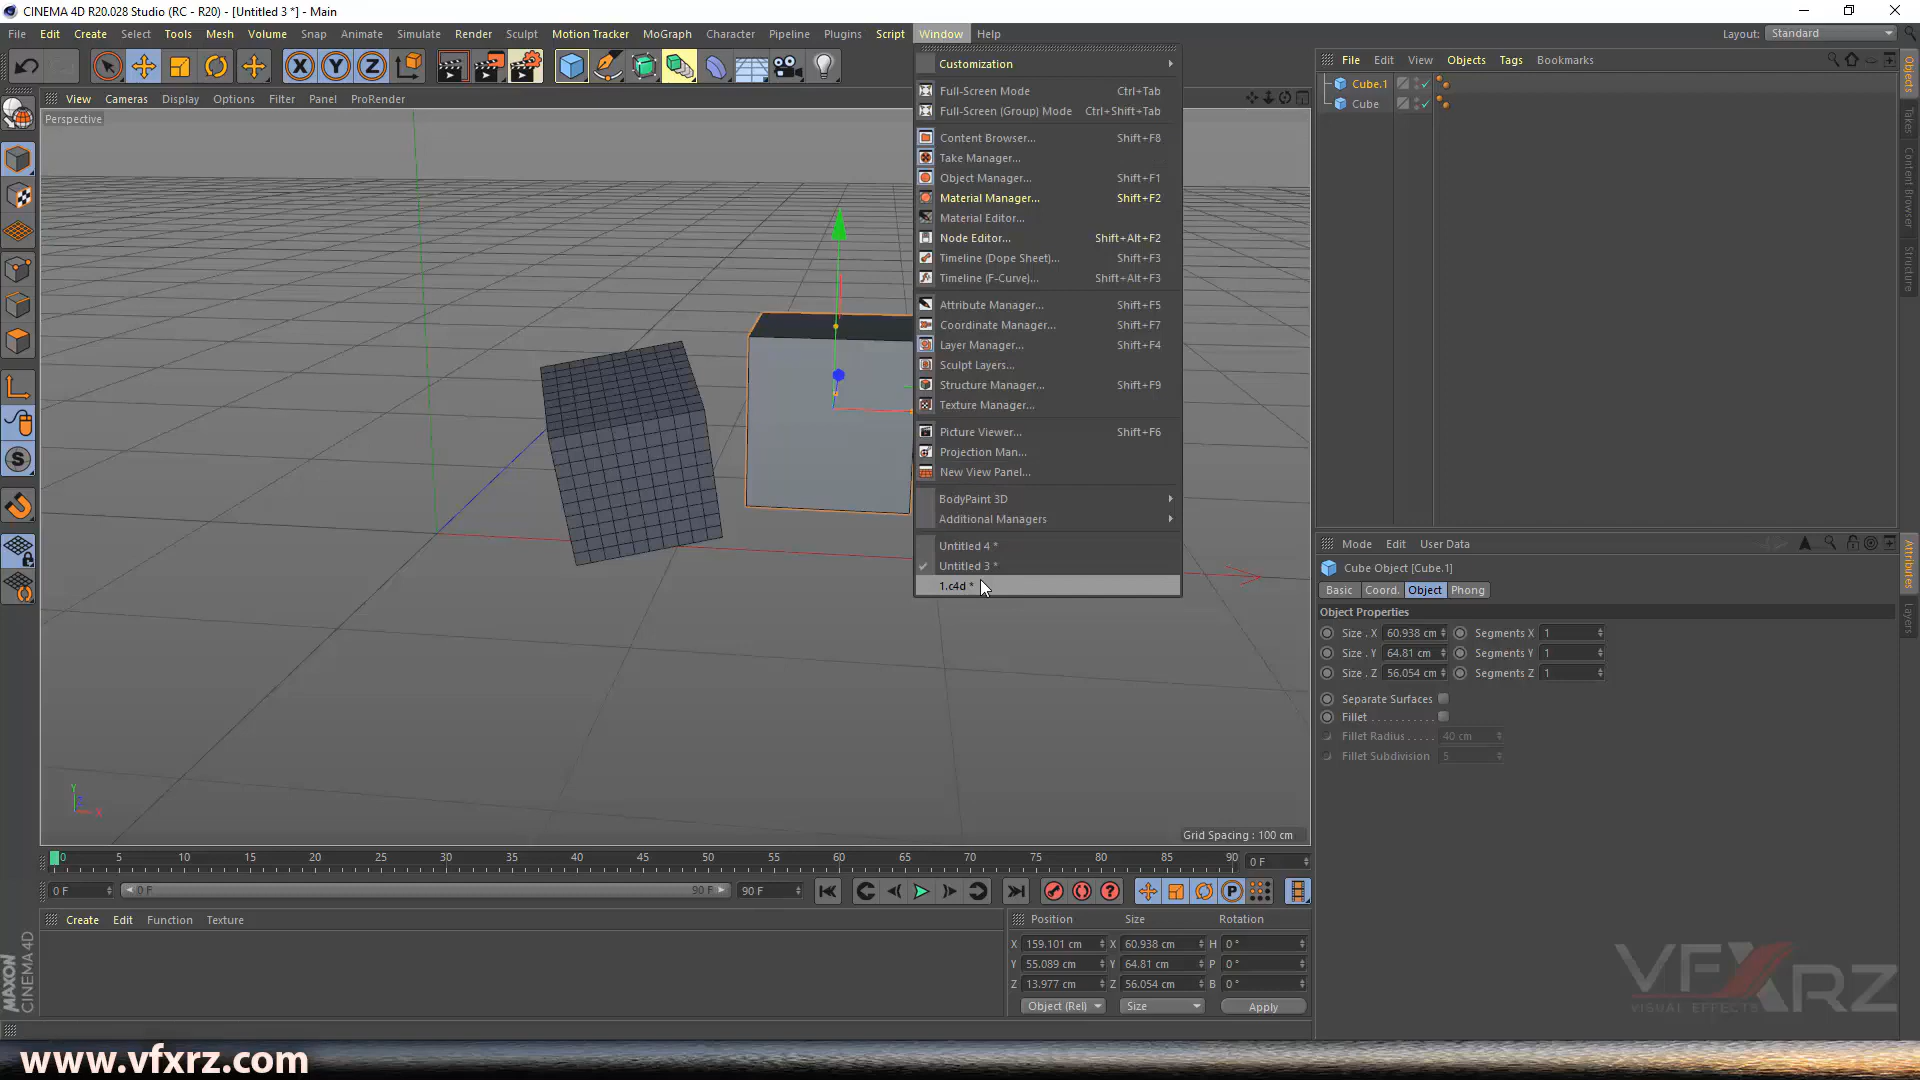 CINEMA 4D R20.028 Studio (RC - R20) - [Untitled 3 *] - Main
File Edit Create Select Tools Mesh Volume Snap Animate Simulate Render Sculpt Motion Tracker MoGraph Character Pipeline Plugins Script Window Help Layout: Standard
View Cameras Display Options Filter Panel ProRender
Perspective
Customization
Full-Screen Mode Ctrl+Tab
Full-Screen (Group) Mode Ctrl+Shift+Tab
Content Browser... Shift+F8
Take Manager...
Object Manager... Shift+F1
Material Manager... Shift+F2
Material Editor...
Node Editor... Shift+Alt+F2
Timeline (Dope Sheet)... Shift+F3
Timeline (F-Curve)... Shift+Alt+F3
Attribute Manager... Shift+F5
Coordinate Manager... Shift+F7
Layer Manager... Shift+F4
Sculpt Layers...
Structure Manager... Shift+F9
Texture Manager...
Picture Viewer... Shift+F6
Projection Man...
New View Panel...
BodyPaint 3D
Additional Managers
Untitled 4 *
Untitled 3 *
1.c4d *
File Edit View Objects Tags Bookmarks
Cube.1
Cube
Objects
Takes
Content Browser
Structure
Mode Edit User Data
Cube Object [Cube.1]
Basic Coord. Object Phong
Object Properties
Size . X 60.938 cm Segments X 1
Size . Y 64.81 cm Segments Y 1
Size . Z 56.054 cm Segments Z 1
Separate Surfaces
Fillet . . . . . . . . . . .
Fillet Radius . . . . . 40 cm
Fillet Subdivision 5
Attributes
Layers
X Y Z
S
Y
Z
X
Grid Spacing : 100 cm
0 5 10 15 20 25 30 35 40 45 50 55 60 65 70 75 80 85 90 0 F
0 F 0 F 90 F 90 F
P
Create Edit Function Texture
Position Size Rotation
X 159.101 cm X 60.938 cm H 0 °
Y 55.089 cm Y 64.81 cm P 0 °
Z 13.977 cm Z 56.054 cm B 0 °
Object (Rel) Size Apply
MAXON
CINEMA 4D
VFXRZ
VISUAL EFFECTS
www.vfxrz.com